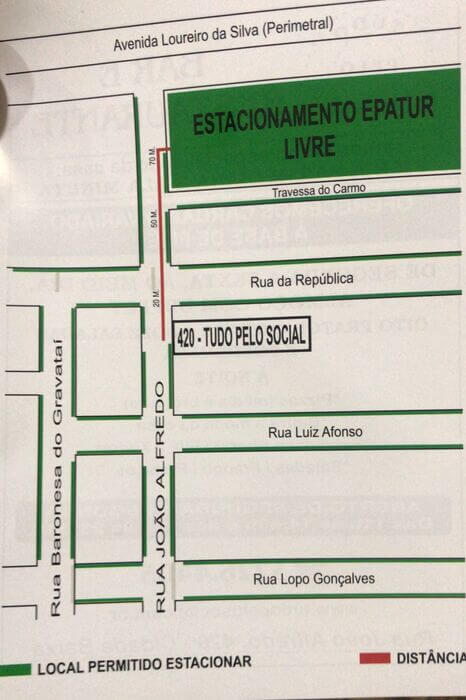 Avenida Loureiro da Silva (Perimetral)
ESTACIONAMENTO EPATUR
LIVRE
70 M.
Travessa do Carmo
50 M.
Rua da República
20 M.
420 - TUDO PELO SOCIAL
Rua Baronesa do Gravataí
RUA JOÃO ALFREDO
Rua Luiz Afonso
Rua Lopo Gonçalves
LOCAL PERMITIDO ESTACIONAR
DISTÂNCIA